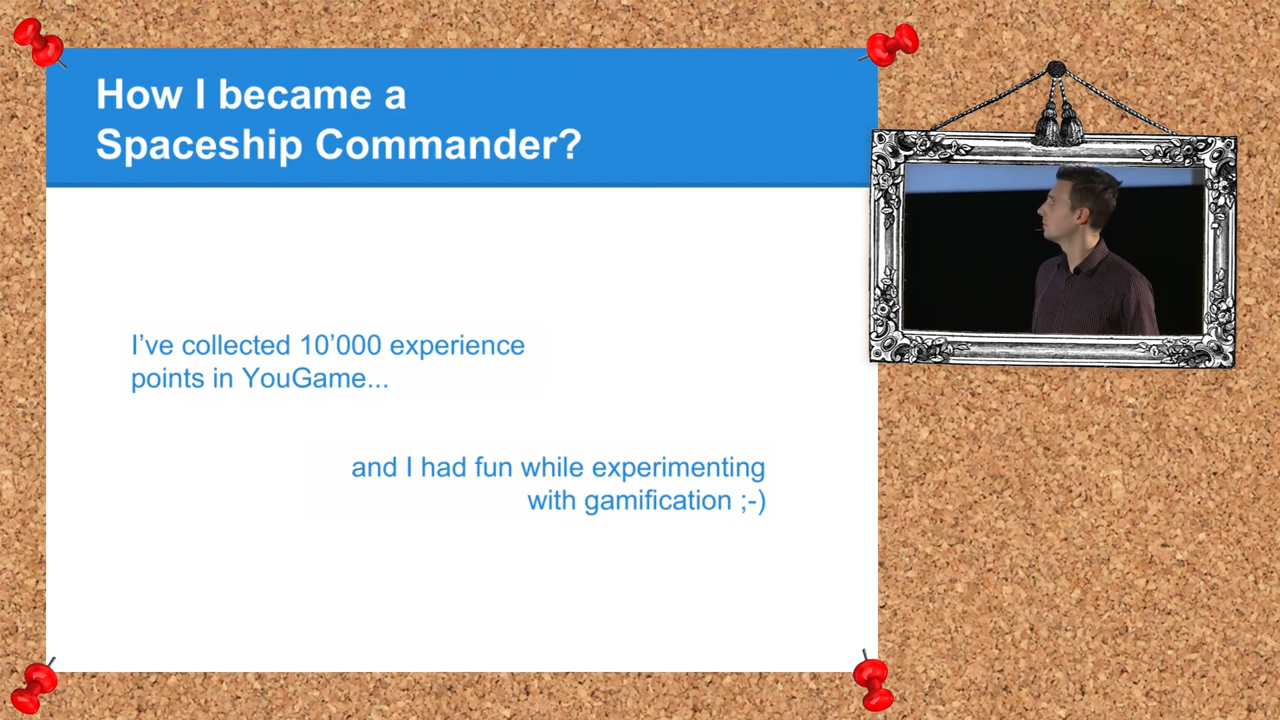 How I became a
Spaceship Commander?
I’ve collected 10’000 experience
points in YouGame...
and I had fun while experimenting
with gamification ;-)